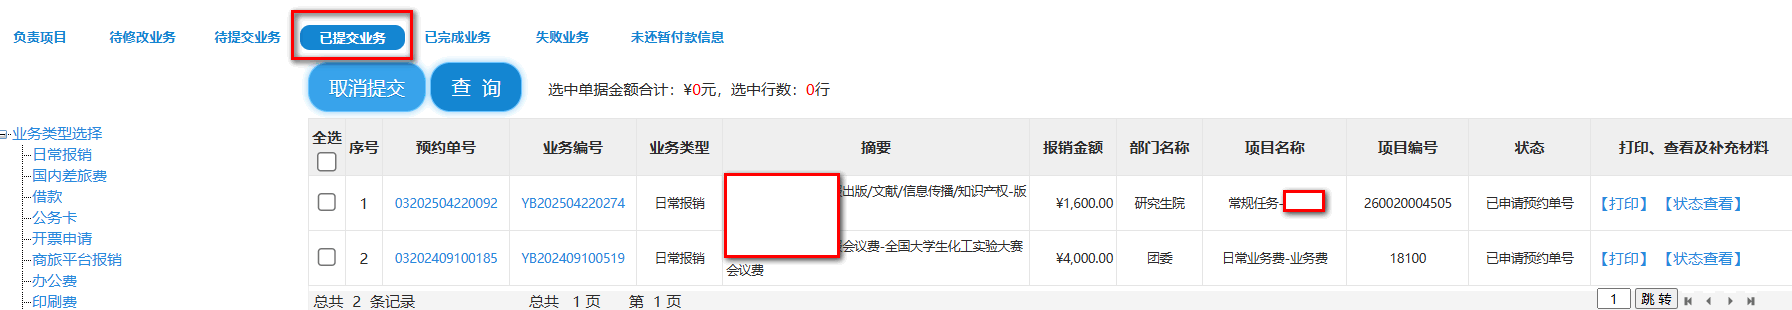 负责项目 待修改业务 待提交业务 已提交业务 已完成业务 失败业务 未还暂付款信息
取消提交 查 询 选中单据金额合计：¥0元，选中行数：0行
业务类型选择
日常报销
国内差旅费
借款
公务卡
开票申请
商旅平台报销
办公费
印刷费
全选 序号 预约单号 业务编号 业务类型 摘要 报销金额 部门名称 项目名称 项目编号 状态 打印、查看及补充材料
出版/文献/信息传播/知识产权-版
1 03202504220092 YB202504220274 日常报销 ¥1,600.00 研究生院 常规任务- 260020004505 已申请预约单号 【打印】 【状态查看】
会议费-全国大学生化工实验大赛
2 03202409100185 YB202409100519 日常报销 ¥4,000.00 团委 日常业务费-业务费 18100 已申请预约单号 【打印】 【状态查看】
会议费
总共 2 条记录 总共 1 页 第 1 页 1 跳 转